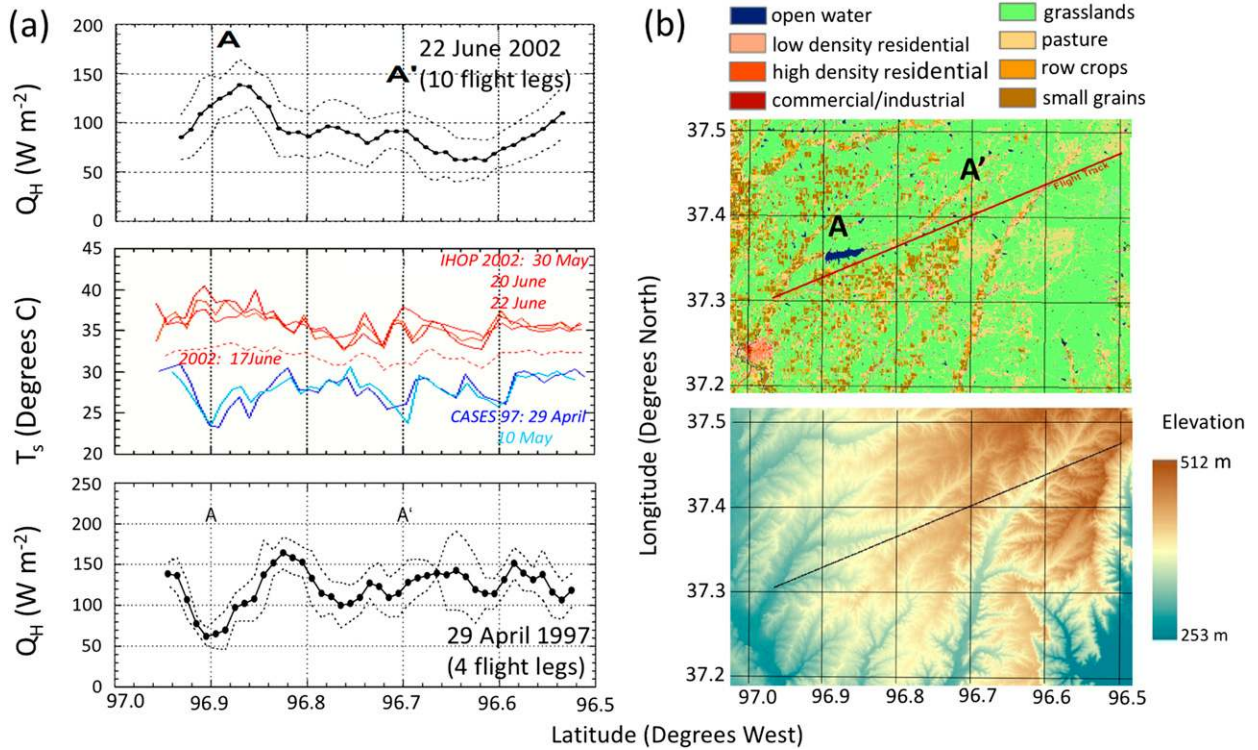 (a)
200
150
100
50
0
Q_H (W m⁻²)
A
A'
22 June 2002
(10 flight legs)
45
40
35
30
25
20
T_s (Degrees C)
IHOP 2002: 30 May
20 June
22 June
2002: 17June
CASES 97: 29 April
10 May
250
200
150
100
50
0
Q_H (W m⁻²)
A
A'
29 April 1997
(4 flight legs)
97.0 96.9 96.8 96.7 96.6 96.5
(b)
open water
low density residential
high density residential
commercial/industrial
grasslands
pasture
row crops
small grains
37.5
37.4
37.3
37.2
A
A'
Flight Track
Longitude (Degrees North)
37.5
37.4
37.3
37.2
97.0 96.9 96.8 96.7 96.6 96.5
Elevation
512 m
253 m
Latitude (Degrees West)